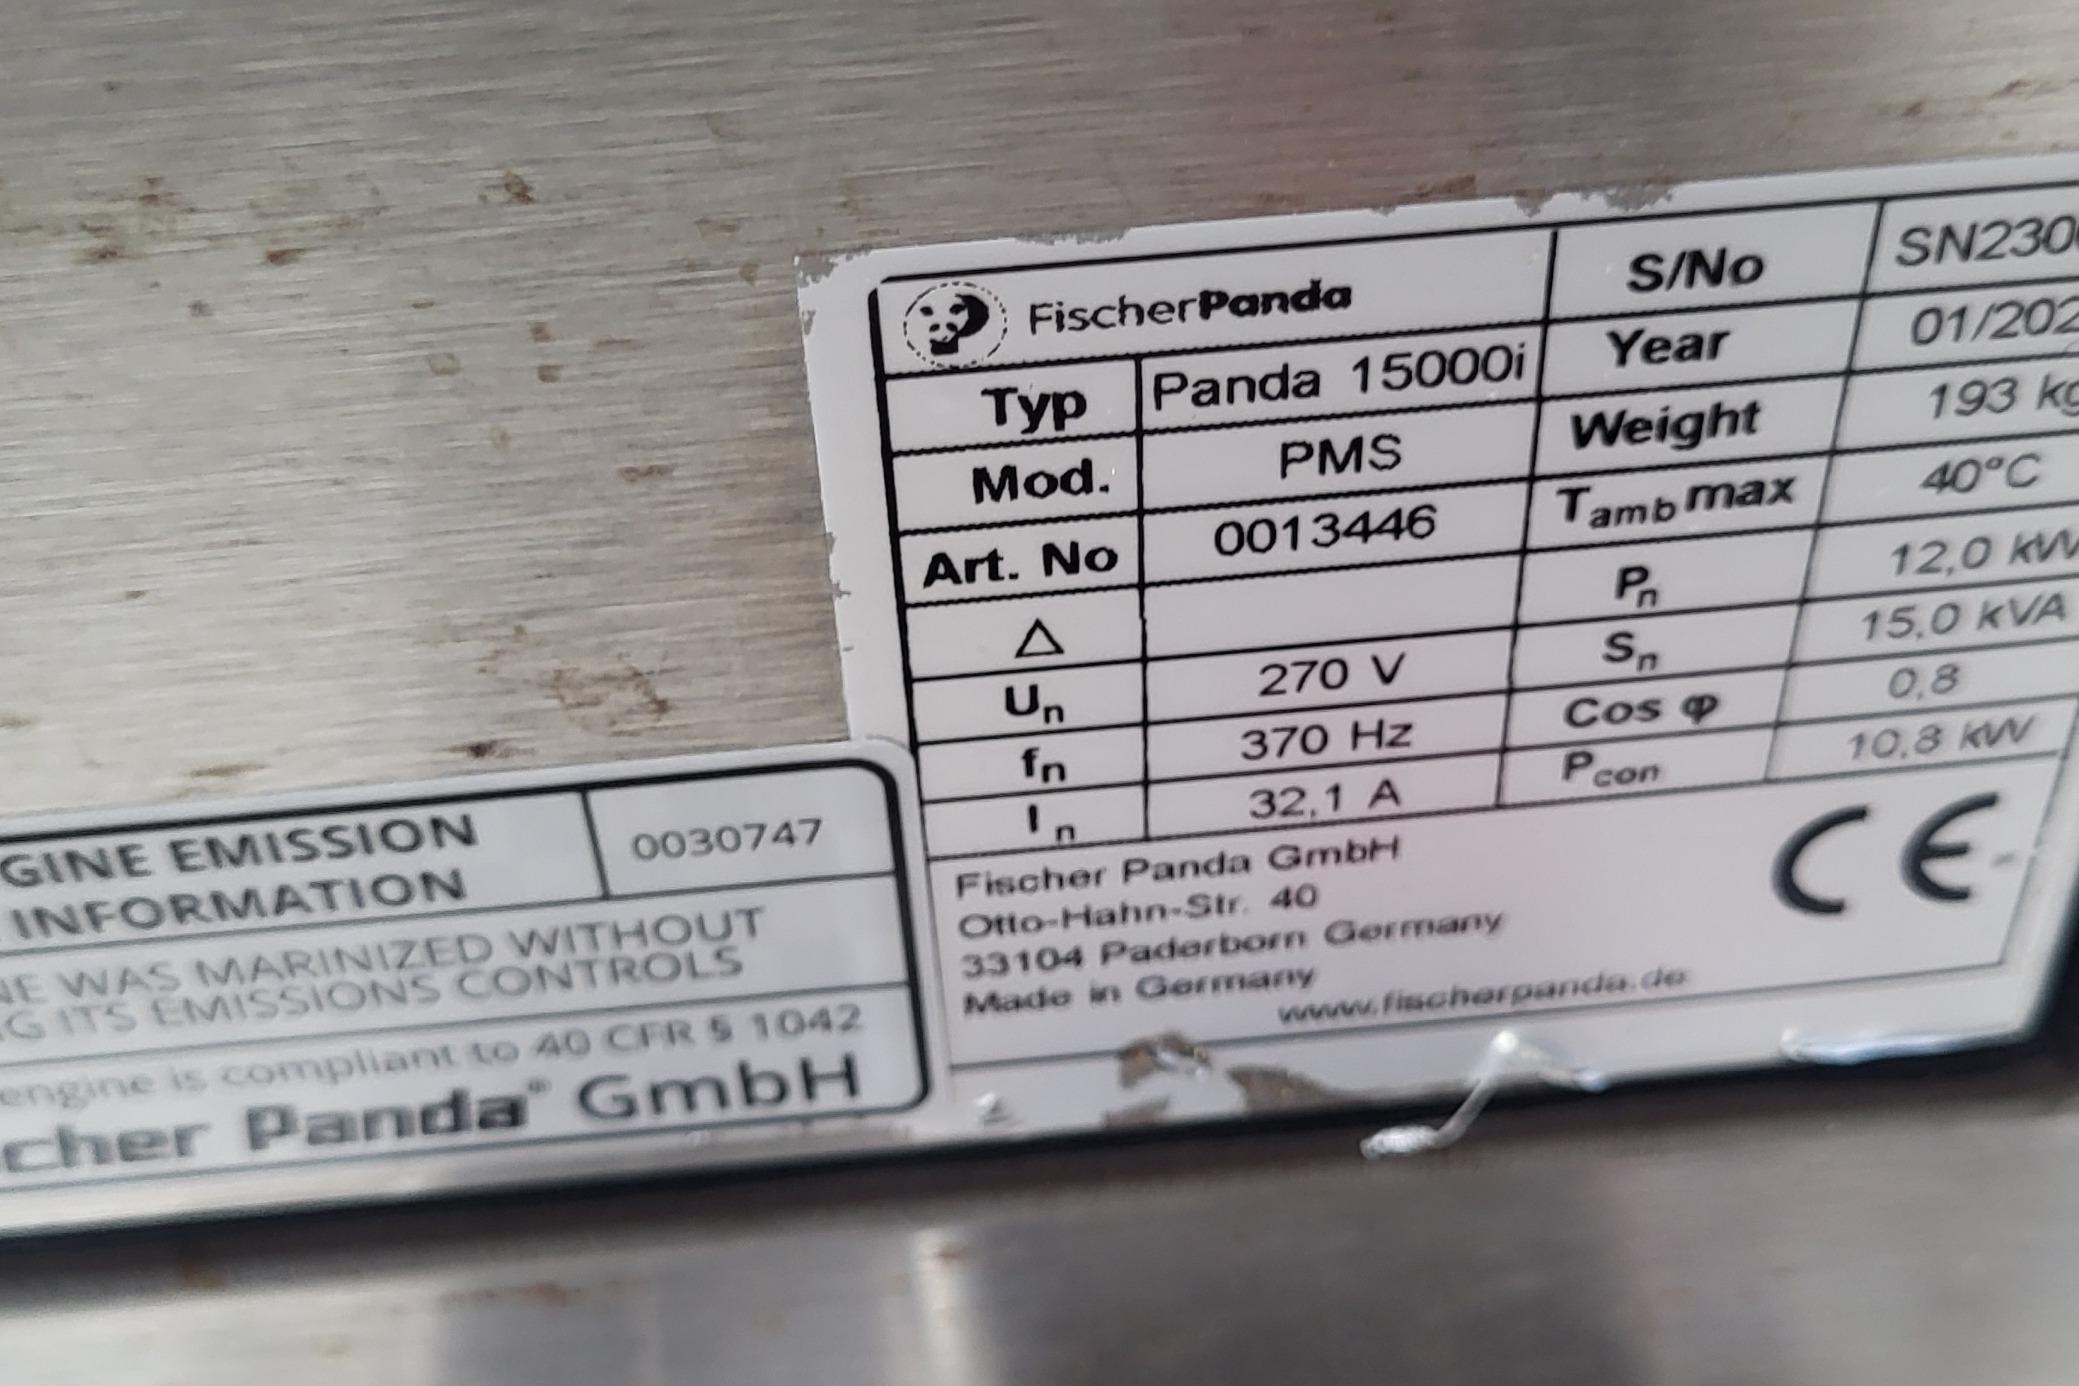 FischerPanda
S/No SN230
Typ Panda 15000i
Year 01/202
Mod. PMS
Weight 193 kg
Art. No 0013446
Tamb max 40°C
△
Pn 12,0 kW
Un 270 V
Sn 15,0 kVA
fn 370 Hz
Cos φ 0,8
In 32,1 A
Pcon 10,8 kW
Fischer Panda GmbH
Otto-Hahn-Str. 40
33104 Paderborn Germany
Made in Germany
www.fischerpanda.de
CE
GINE EMISSION
INFORMATION
0030747
NE WAS MARINIZED WITHOUT
G ITS EMISSIONS CONTROLS
engine is compliant to 40 CFR § 1042
cher Panda® GmbH